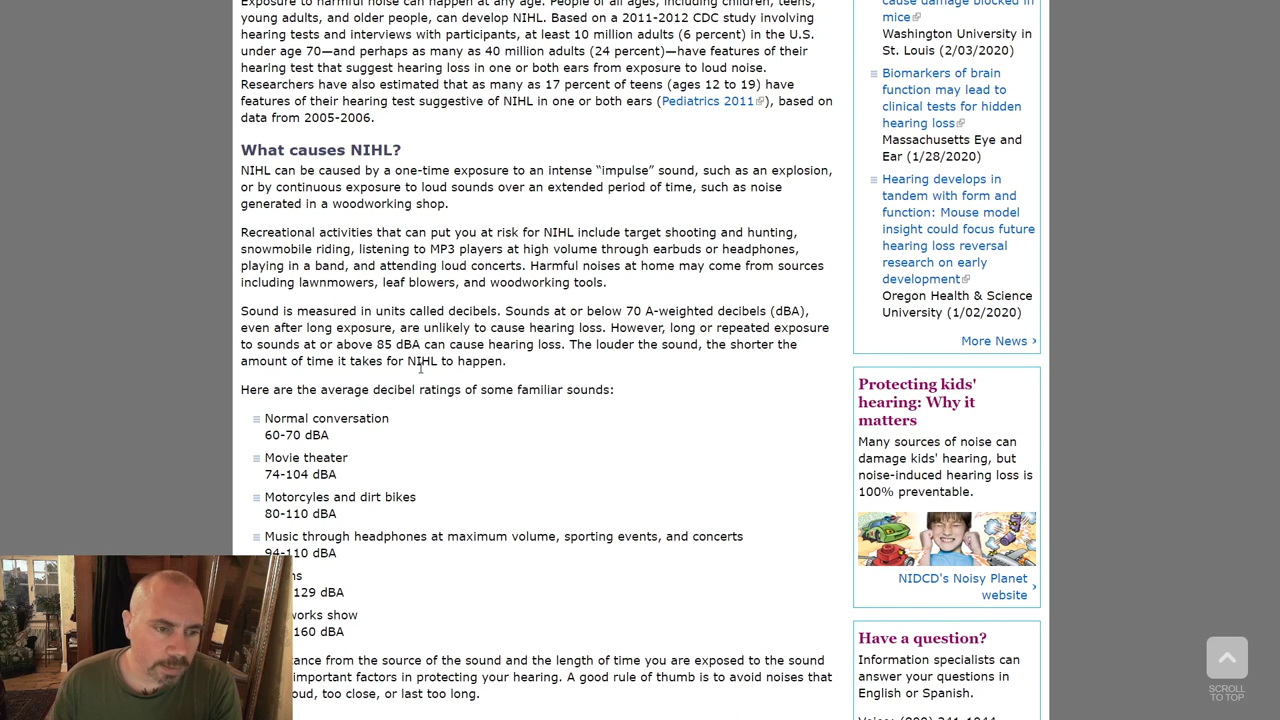 Exposure to harmful noise can happen at any age. People of all ages, including children, teens,
young adults, and older people, can develop NIHL. Based on a 2011-2012 CDC study involving
hearing tests and interviews with participants, at least 10 million adults (6 percent) in the U.S.
under age 70—and perhaps as many as 40 million adults (24 percent)—have features of their
hearing test that suggest hearing loss in one or both ears from exposure to loud noise.
Researchers have also estimated that as many as 17 percent of teens (ages 12 to 19) have
features of their hearing test suggestive of NIHL in one or both ears (Pediatrics 2011), based on
data from 2005-2006.
What causes NIHL?
NIHL can be caused by a one-time exposure to an intense “impulse” sound, such as an explosion,
or by continuous exposure to loud sounds over an extended period of time, such as noise
generated in a woodworking shop.
Recreational activities that can put you at risk for NIHL include target shooting and hunting,
snowmobile riding, listening to MP3 players at high volume through earbuds or headphones,
playing in a band, and attending loud concerts. Harmful noises at home may come from sources
including lawnmowers, leaf blowers, and woodworking tools.
Sound is measured in units called decibels. Sounds at or below 70 A-weighted decibels (dBA),
even after long exposure, are unlikely to cause hearing loss. However, long or repeated exposure
to sounds at or above 85 dBA can cause hearing loss. The louder the sound, the shorter the
amount of time it takes for NIHL to happen.
Here are the average decibel ratings of some familiar sounds:
Normal conversation
60-70 dBA
Movie theater
74-104 dBA
Motorcyles and dirt bikes
80-110 dBA
Music through headphones at maximum volume, sporting events, and concerts
94-110 dBA
129 dBA
works show
160 dBA
from the source of the sound and the length of time you are exposed to the sound
important factors in protecting your hearing. A good rule of thumb is to avoid noises that
too close, or last too long.
cause damage blocked in
mice
Washington University in
St. Louis (2/03/2020)
Biomarkers of brain
function may lead to
clinical tests for hidden
hearing loss
Massachusetts Eye and
Ear (1/28/2020)
Hearing develops in
tandem with form and
function: Mouse model
insight could focus future
hearing loss reversal
research on early
development
Oregon Health & Science
University (1/02/2020)
More News ›
Protecting kids'
hearing: Why it
matters
Many sources of noise can
damage kids' hearing, but
noise-induced hearing loss is
100% preventable.
NIDCD's Noisy Planet
website ›
Have a question?
Information specialists can
answer your questions in
English or Spanish.
SCROLL
TO TOP